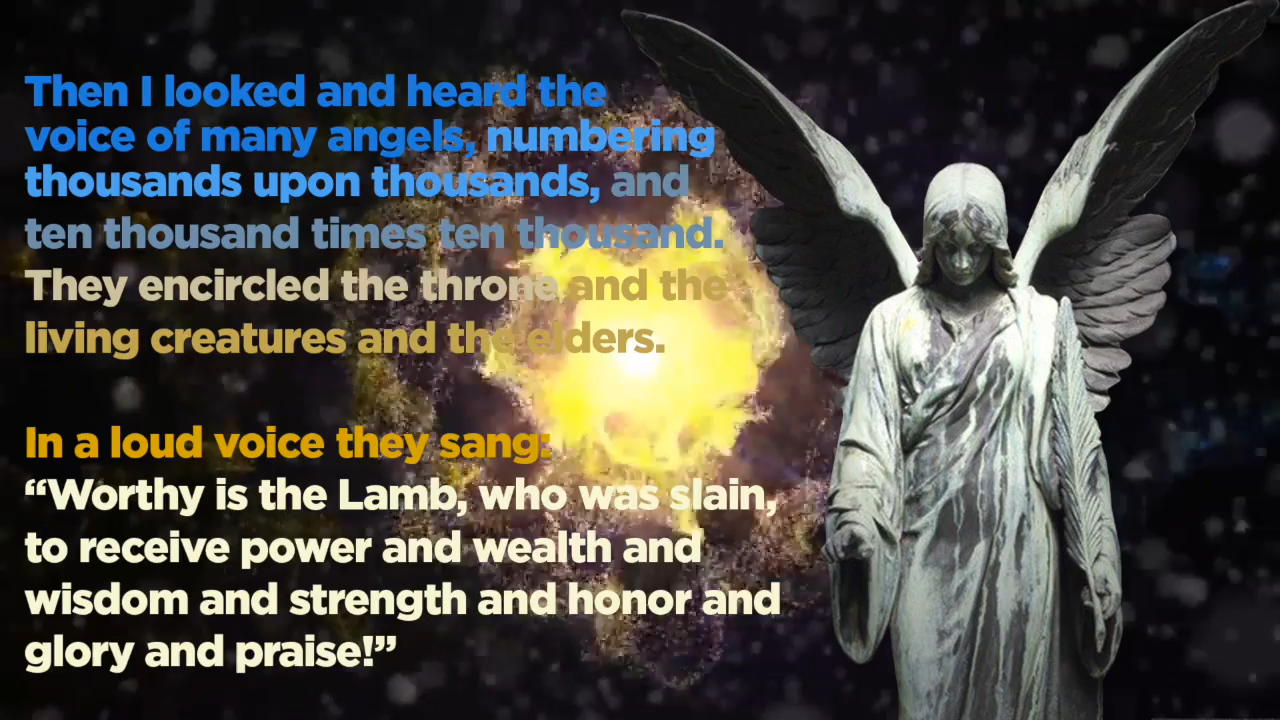 Then I looked and heard the
voice of many angels, numbering
thousands upon thousands, and
ten thousand times ten thousand.
They encircled the throne and the
living creatures and the elders.
In a loud voice they sang:
“Worthy is the Lamb, who was slain,
to receive power and wealth and
wisdom and strength and honor and
glory and praise!”